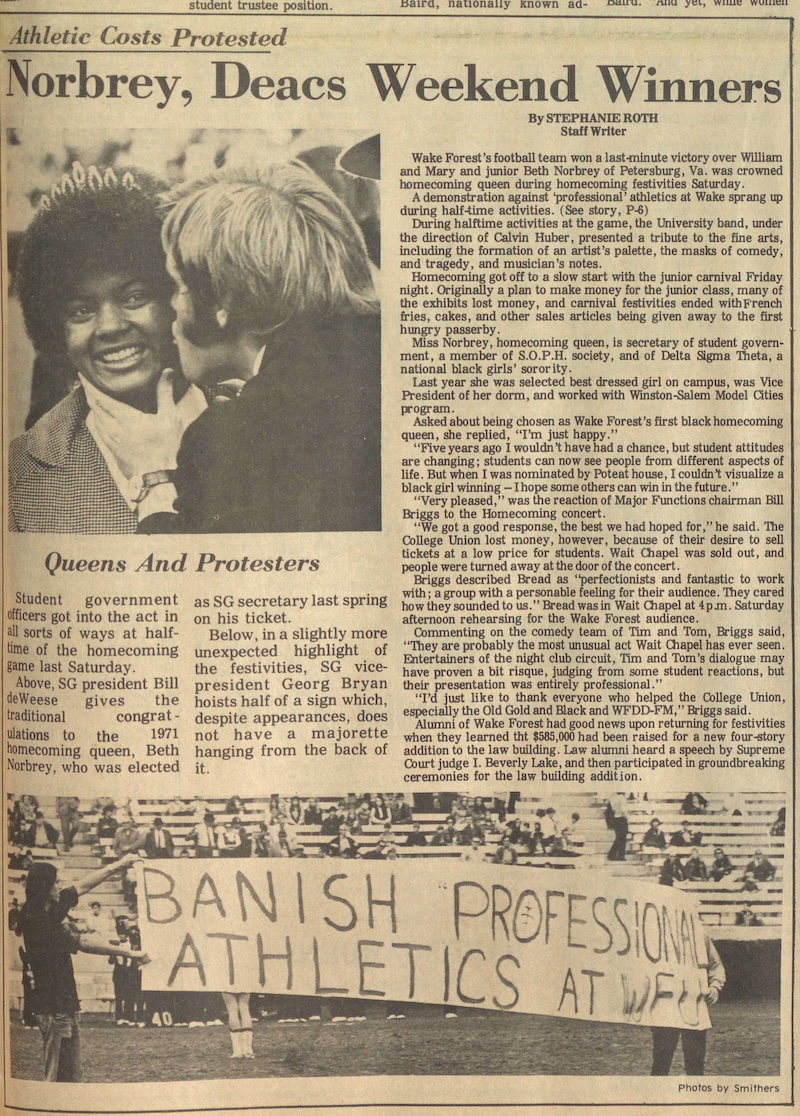 student trustee position.
Baird, nationally known ad-
Baird. "And yet, while women
Athletic Costs Protested
Norbrey, Deacs Weekend Winners
By STEPHANIE ROTH
Staff Writer
Wake Forest's football team won a last-minute victory over William
and Mary and junior Beth Norbrey of Petersburg, Va. was crowned
homecoming queen during homecoming festivities Saturday.
A demonstration against 'professional' athletics at Wake sprang up
during half-time activities. (See story, P-6)
During halftime activities at the game, the University band, under
the direction of Calvin Huber, presented a tribute to the fine arts,
including the formation of an artist's palette, the masks of comedy,
and tragedy, and musician's notes.
Homecoming got off to a slow start with the junior carnival Friday
night. Originally a plan to make money for the junior class, many of
the exhibits lost money, and carnival festivities ended with French
fries, cakes, and other sales articles being given away to the first
hungry passerby.
Miss Norbrey, homecoming queen, is secretary of student govern-
ment, a member of S.O.P.H. society, and of Delta Sigma Theta, a
national black girls' sorority.
Last year she was selected best dressed girl on campus, was Vice
President of her dorm, and worked with Winston-Salem Model Cities
program.
Asked about being chosen as Wake Forest's first black homecoming
queen, she replied, "I'm just happy."
"Five years ago I wouldn't have had a chance, but student attitudes
are changing; students can now see people from different aspects of
life. But when I was nominated by Poteat house, I couldn't visualize a
black girl winning – I hope some others can win in the future."
"Very pleased," was the reaction of Major Functions chairman Bill
Briggs to the Homecoming concert.
"We got a good response, the best we had hoped for," he said. The
College Union lost money, however, because of their desire to sell
tickets at a low price for students. Wait Chapel was sold out, and
people were turned away at the door of the concert.
Briggs described Bread as "perfectionists and fantastic to work
with; a group with a personable feeling for their audience. They cared
how they sounded to us." Bread was in Wait Chapel at 4 p.m. Saturday
afternoon rehearsing for the Wake Forest audience.
Commenting on the comedy team of Tim and Tom, Briggs said,
"They are probably the most unusual act Wait Chapel has ever seen.
Entertainers of the night club circuit, Tim and Tom's dialogue may
have proven a bit risque, judging from some student reactions, but
their presentation was entirely professional."
"I'd just like to thank everyone who helped the College Union,
especially the Old Gold and Black and WFDD-FM," Briggs said.
Alumni of Wake Forest had good news upon returning for festivities
when they learned tht $585,000 had been raised for a new four-story
addition to the law building. Law alumni heard a speech by Supreme
Court judge I. Beverly Lake, and then participated in groundbreaking
ceremonies for the law building addition.
Queens And Protesters
Student government
officers got into the act in
all sorts of ways at half-
time of the homecoming
game last Saturday.
Above, SG president Bill
deWeese gives the
traditional congrat-
ulations to the 1971
homecoming queen, Beth
Norbrey, who was elected
as SG secretary last spring
on his ticket.
Below, in a slightly more
unexpected highlight of
the festivities, SG vice-
president Georg Bryan
hoists half of a sign which,
despite appearances, does
not have a majorette
hanging from the back of
it.
BANISH "PROFESSIONAL
ATHLETICS AT WFU
40
Photos by Smithers